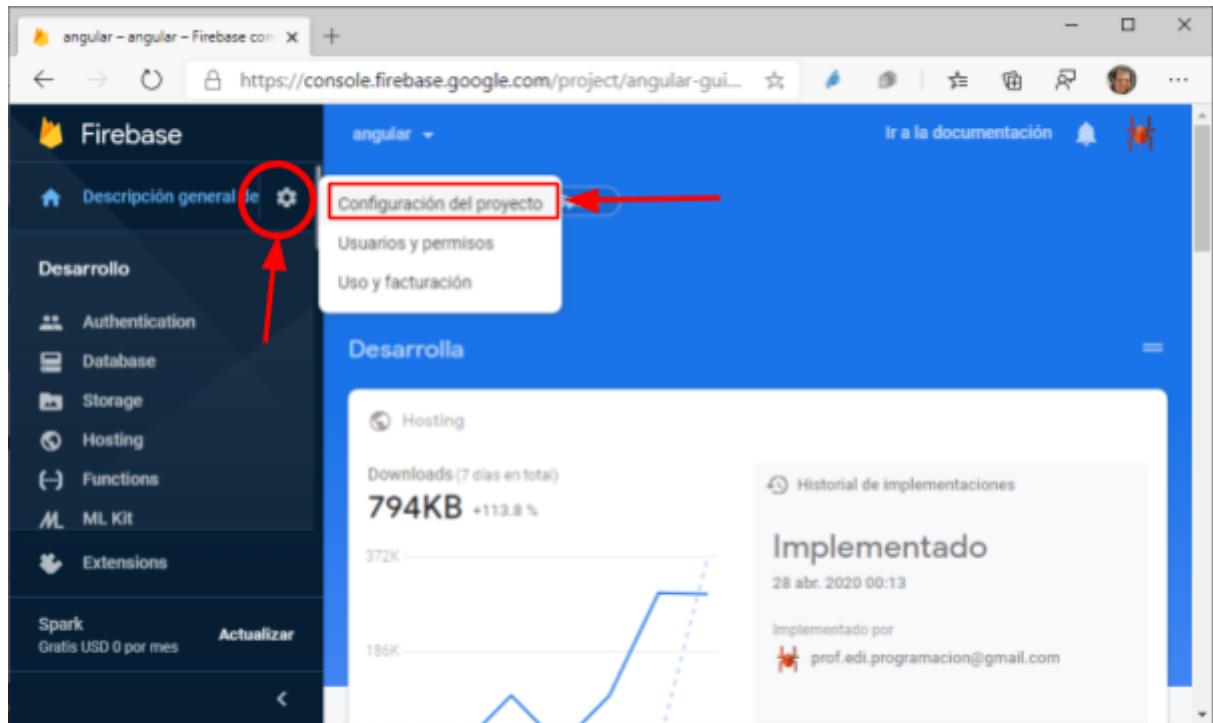 angular – angular – Firebase con
https://console.firebase.google.com/project/angular-gui...
Firebase
angular
Ir a la documentación
Descripción general de
Configuración del proyecto
Usuarios y permisos
Uso y facturación
Desarrollo
Authentication
Database
Storage
Hosting
Functions
ML Kit
Extensions
Spark
Gratis USD 0 por mes
Actualizar
Desarrolla
Hosting
Downloads (7 días en total)
794KB +113.8 %
372K
186K
Historial de implementaciones
Implementado
28 abr. 2020 00:13
Implementado por
prof.edi.programacion@gmail.com